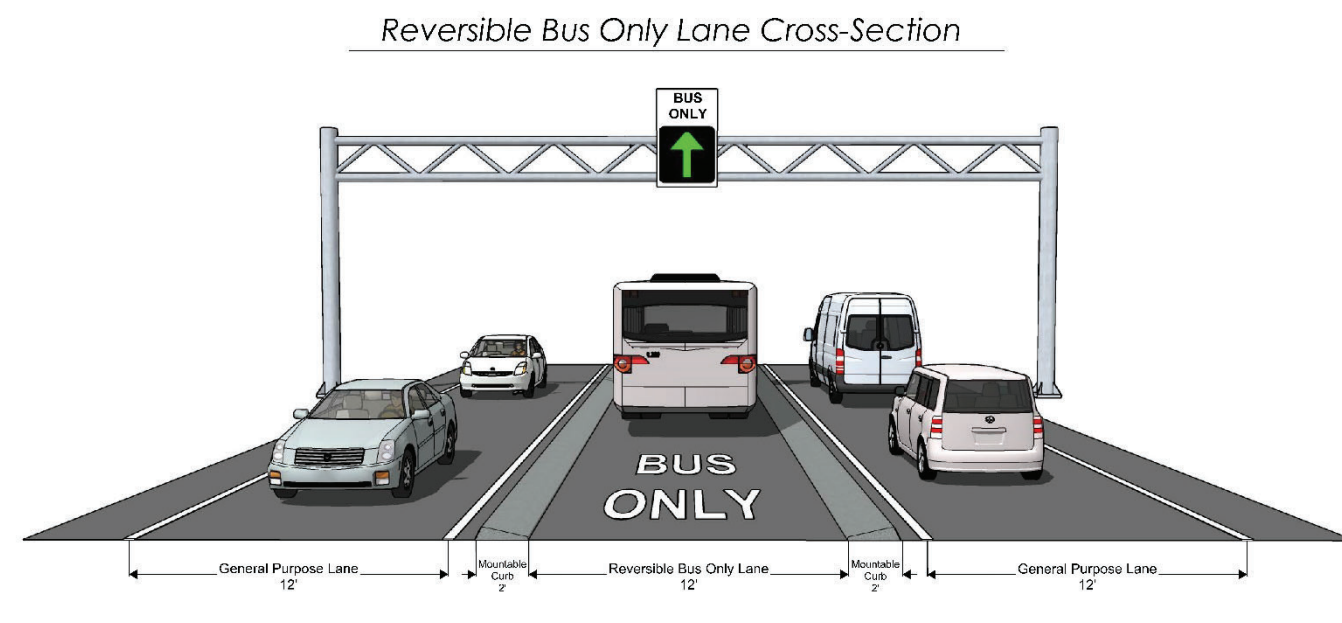 Reversible Bus Only Lane Cross-Section
BUS
ONLY
BUS
ONLY
General Purpose Lane
12'
Mountable
Curb
2'
Reversible Bus Only Lane
12'
Mountable
Curb
2'
General Purpose Lane
12'